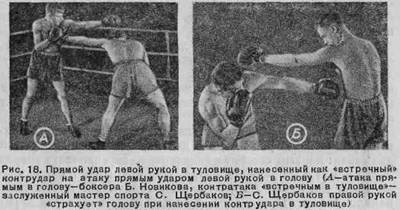 А
Б
Рис. 18. Прямой удар левой рукой в туловище, нанесенный как «встречный»
контрудар на атаку прямым ударом левой рукой в голову (А—атака пря-
мым в голову—боксера Б. Новикова, контратака «встречным в туловище»—
заслуженный мастер спорта С. Щербаков; Б—С. Щербаков правой рукой
«страхует» голову при нанесении контрудара в туловище)